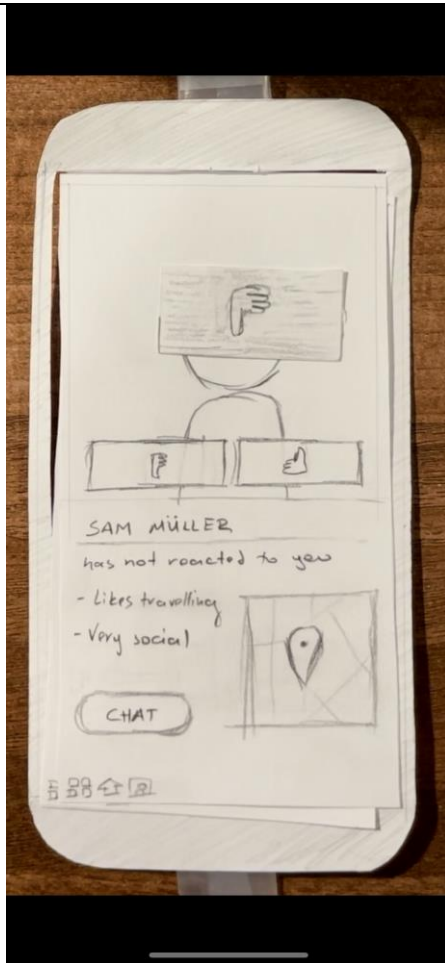 SAM MÜLLER
has not reacted to you
- Likes travelling
- Very social
CHAT